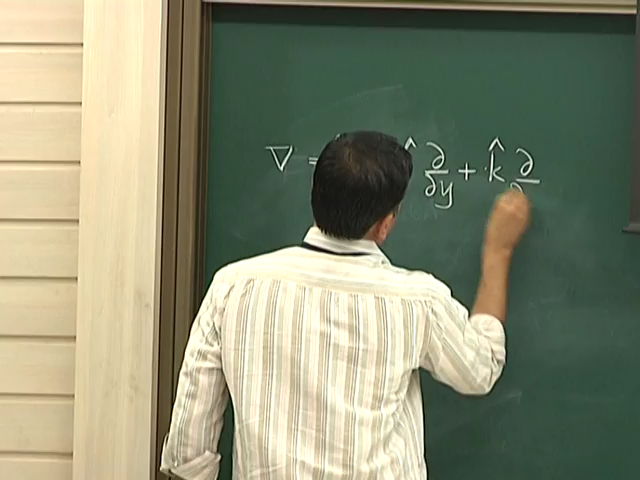 ∇ = ∂/∂y + k̂ ∂/∂